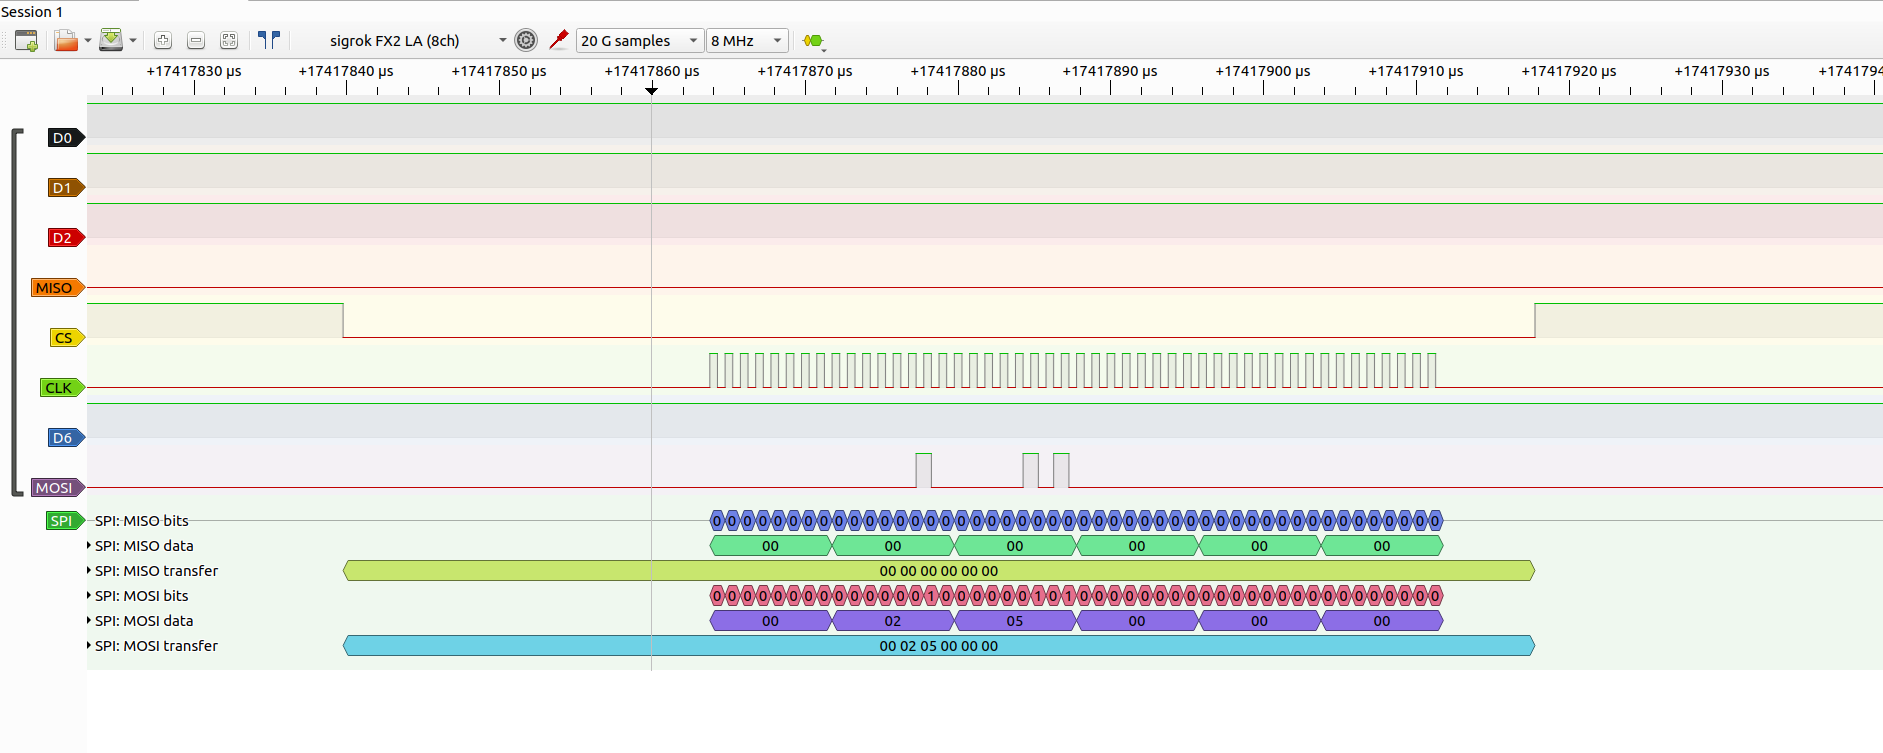 Session 1
sigrok FX2 LA (8ch) 20 G samples 8 MHz
+17417830 µs +17417840 µs +17417850 µs +17417860 µs +17417870 µs +17417880 µs +17417890 µs +17417900 µs +17417910 µs +17417920 µs +17417930 µs +1741794
D0
D1
D2
MISO
CS
CLK
D6
MOSI
SPI SPI: MISO bits 0 0 0 0 0 0 0 0 0 0 0 0 0 0 0 0 0 0 0 0 0 0 0 0 0 0 0 0 0 0 0 0 0 0 0 0 0 0 0 0 0 0 0 0 0 0 0 0
SPI: MISO data 00 00 00 00 00 00
SPI: MISO transfer 00 00 00 00 00 00
SPI: MOSI bits 0 0 0 0 0 0 0 0 0 0 0 0 0 0 1 0 0 0 0 0 0 1 0 1 0 0 0 0 0 0 0 0 0 0 0 0 0 0 0 0 0 0 0 0 0 0 0 0
SPI: MOSI data 00 02 05 00 00 00
SPI: MOSI transfer 00 02 05 00 00 00